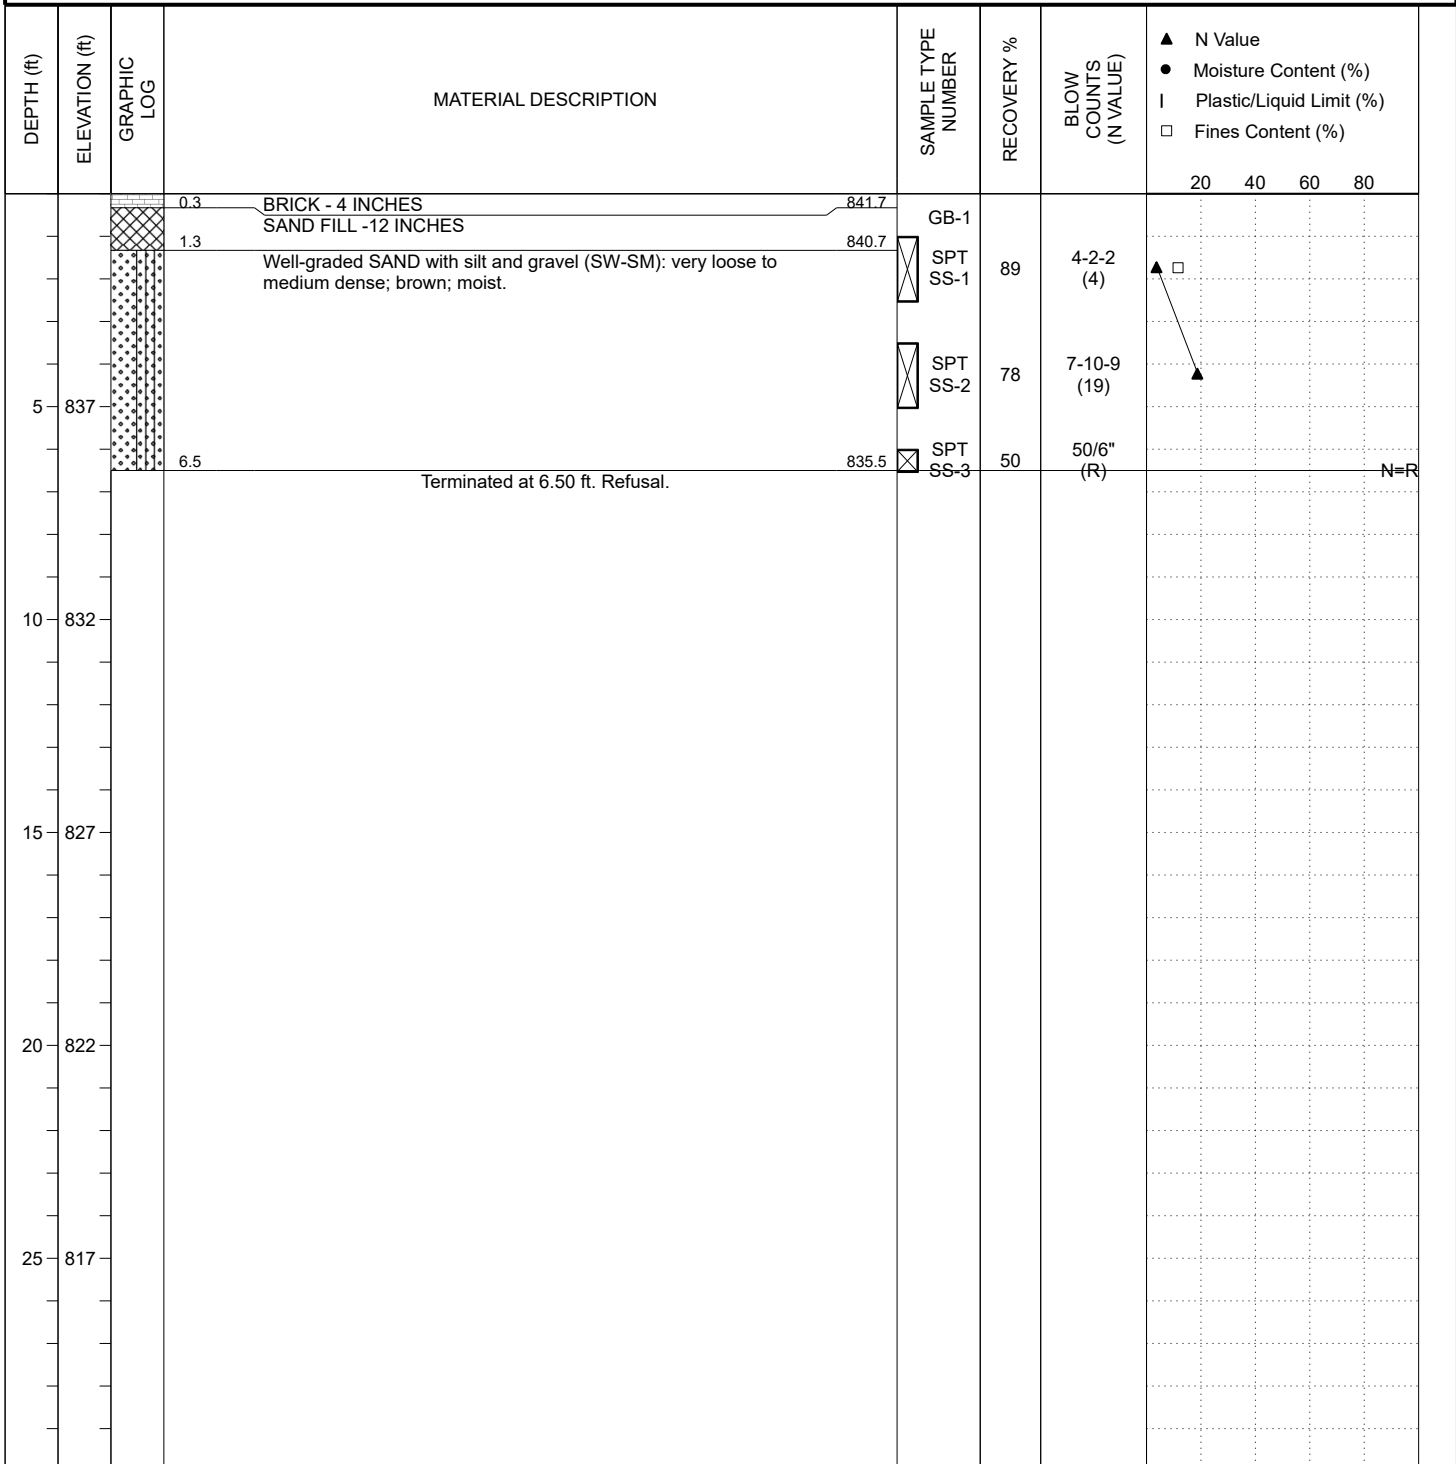 DEPTH (ft)
ELEVATION (ft)
GRAPHIC
LOG
MATERIAL DESCRIPTION
SAMPLE TYPE
NUMBER
RECOVERY %
BLOW
COUNTS
(N VALUE)
N Value
Moisture Content (%)
Plastic/Liquid Limit (%)
Fines Content (%)
20 40 60 80
0.3 BRICK - 4 INCHES 841.7
SAND FILL -12 INCHES
GB-1
1.3 840.7
Well-graded SAND with silt and gravel (SW-SM): very loose to
medium dense; brown; moist.
SPT
SS-1
89
4-2-2
(4)
SPT
SS-2
78
7-10-9
(19)
5 837
6.5 835.5
SPT
SS-3
50
50/6"
(R)
N=R
Terminated at 6.50 ft. Refusal.
10 832
15 827
20 822
25 817